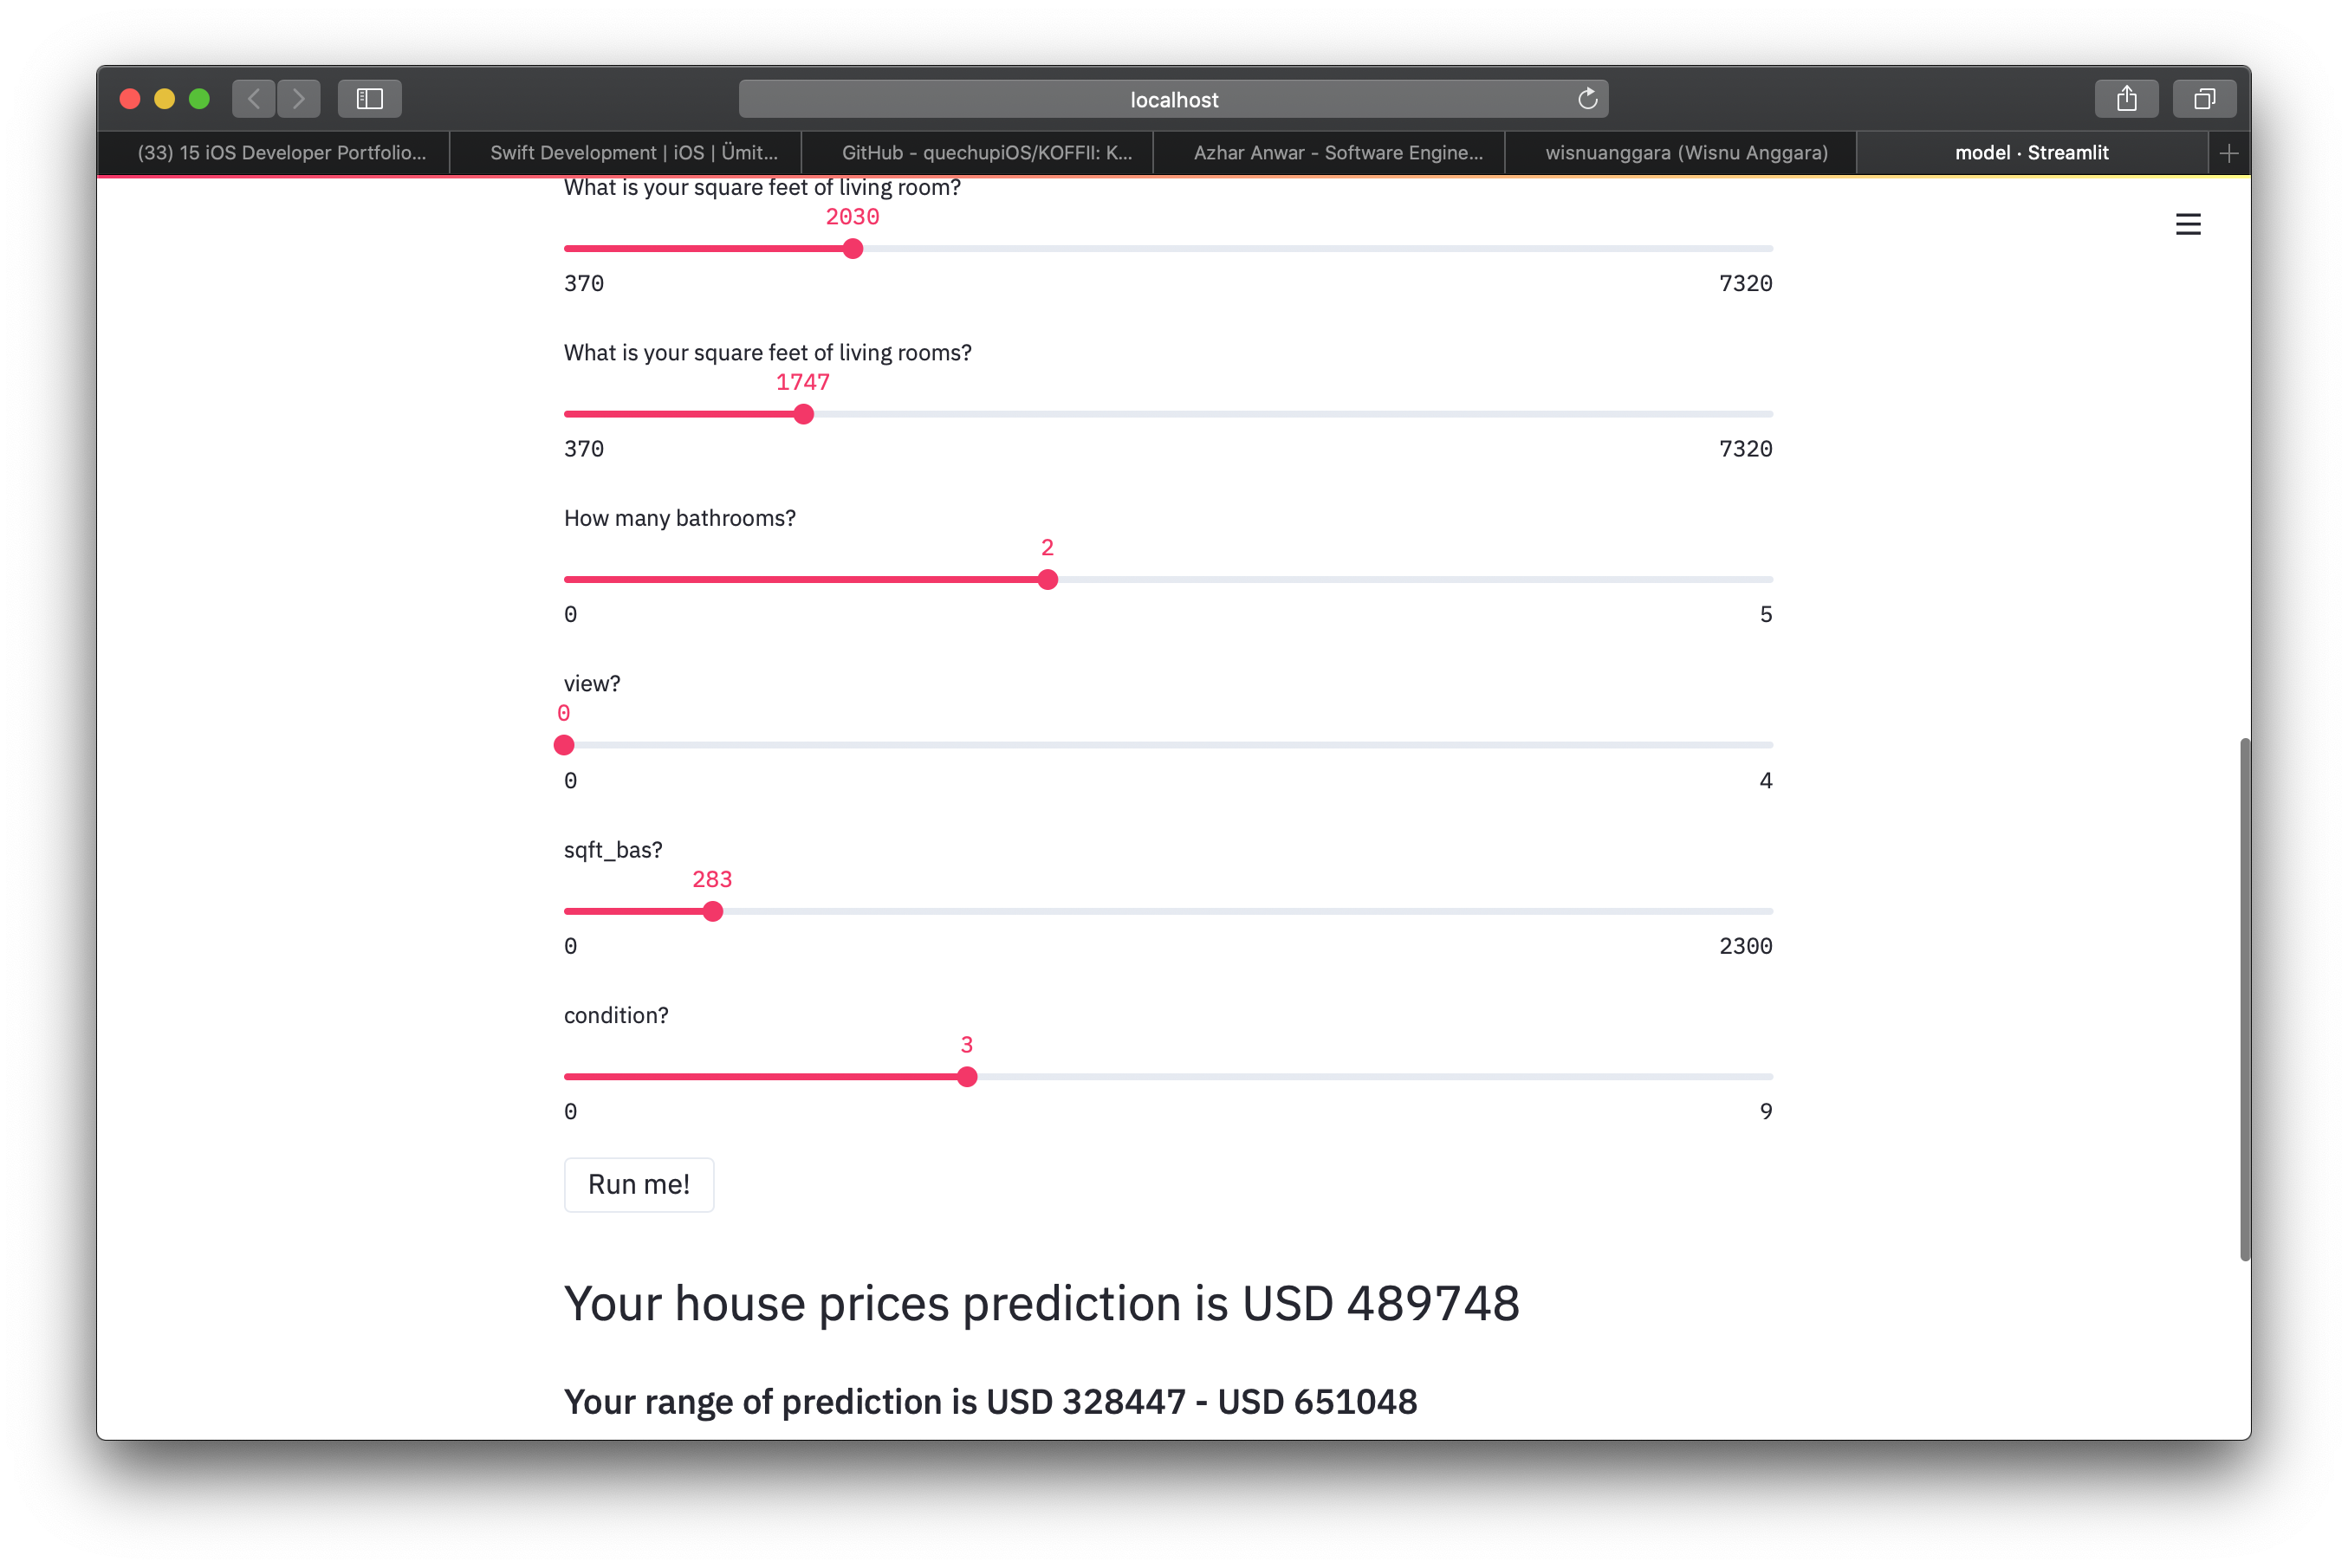 localhost
(33) 15 iOS Developer Portfolio...
Swift Development | iOS | Ümit...
GitHub - quechupiOS/KOFFII: K...
Azhar Anwar - Software Engine...
wisnuanggara (Wisnu Anggara)
model · Streamlit
What is your square feet of living room?
2030
370 7320
What is your square feet of living rooms?
1747
370 7320
How many bathrooms?
2
0 5
view?
0
0 4
sqft_bas?
283
0 2300
condition?
3
0 9
Run me!
Your house prices prediction is USD 489748
Your range of prediction is USD 328447 - USD 651048